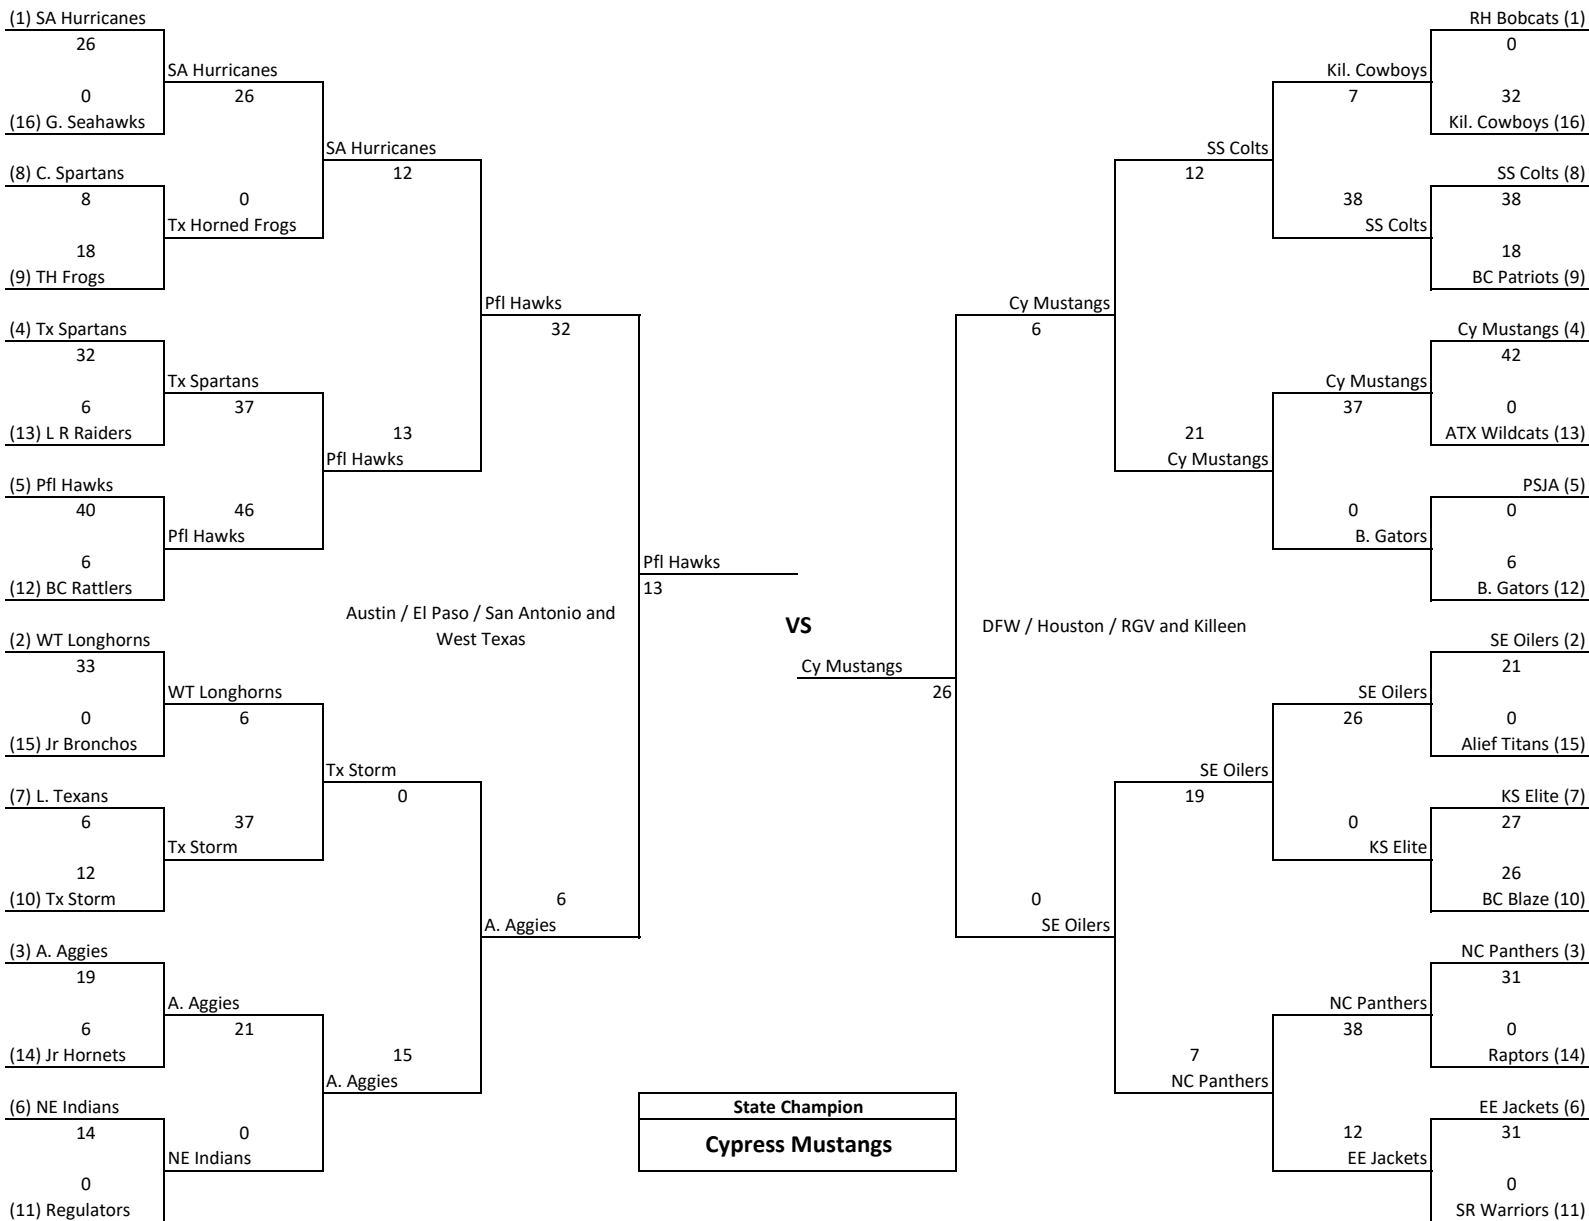 (1) SA Hurricanes
26
0
(16) G. Seahawks
(8) C. Spartans
8
18
(9) TH Frogs
(4) Tx Spartans
32
6
(13) L R Raiders
(5) Pfl Hawks
40
6
(12) BC Rattlers
(2) WT Longhorns
33
0
(15) Jr Bronchos
(7) L. Texans
6
12
(10) Tx Storm
(3) A. Aggies
19
6
(14) Jr Hornets
(6) NE Indians
14
0
(11) Regulators
SA Hurricanes
26
0
Tx Horned Frogs
Tx Spartans
37
46
Pfl Hawks
WT Longhorns
6
37
Tx Storm
A. Aggies
21
0
NE Indians
SA Hurricanes
12
13
Pfl Hawks
Tx Storm
0
15
A. Aggies
Pfl Hawks
32
6
A. Aggies
Austin / El Paso / San Antonio and
West Texas
Pfl Hawks
13
VS
Cy Mustangs
26
State Champion
Cypress Mustangs
DFW / Houston / RGV and Killeen
Cy Mustangs
6
0
SE Oilers
SS Colts
12
21
Cy Mustangs
SE Oilers
19
7
NC Panthers
Kil. Cowboys
7
38
SS Colts
Cy Mustangs
37
0
B. Gators
SE Oilers
26
0
KS Elite
NC Panthers
38
12
EE Jackets
RH Bobcats (1)
0
32
Kil. Cowboys (16)
SS Colts (8)
38
18
BC Patriots (9)
Cy Mustangs (4)
42
0
ATX Wildcats (13)
PSJA (5)
0
6
B. Gators (12)
SE Oilers (2)
21
0
Alief Titans (15)
KS Elite (7)
27
26
BC Blaze (10)
NC Panthers (3)
31
0
Raptors (14)
EE Jackets (6)
31
0
SR Warriors (11)